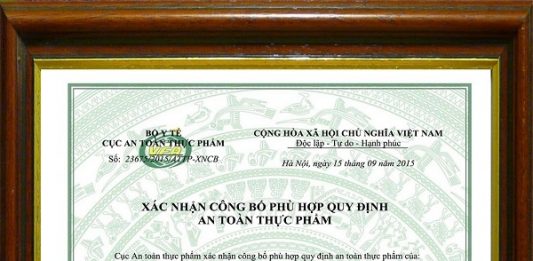 BỘ Y TẾ
CỤC AN TOÀN THỰC PHẨM
VFSA
Số: 23675/2015/ATTP-XNCB
CỘNG HÒA XÃ HỘI CHỦ NGHĨA VIỆT NAM
Độc lập - Tự do - Hạnh phúc
Hà Nội, ngày 15 tháng 09 năm 2015
XÁC NHẬN CÔNG BỐ PHÙ HỢP QUY ĐỊNH
AN TOÀN THỰC PHẨM
Cục An toàn thực phẩm xác nhận công bố phù hợp quy định an toàn thực phẩm của: